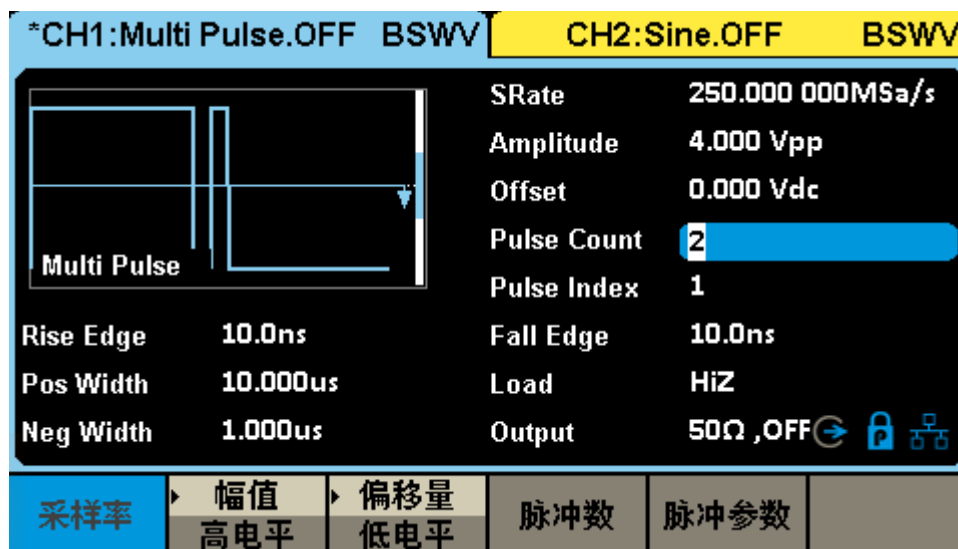 *CH1:Multi Pulse.OFF BSWV CH2:Sine.OFF BSWV
SRate 250.000 000MSa/s
Amplitude 4.000 Vpp
Offset 0.000 Vdc
Pulse Count 2
Multi Pulse
Pulse Index 1
Rise Edge 10.0ns Fall Edge 10.0ns
Pos Width 10.000us Load HiZ
Neg Width 1.000us Output 50Ω ,OFF P
采样率 幅值 偏移量 脉冲数 脉冲参数
高电平 低电平